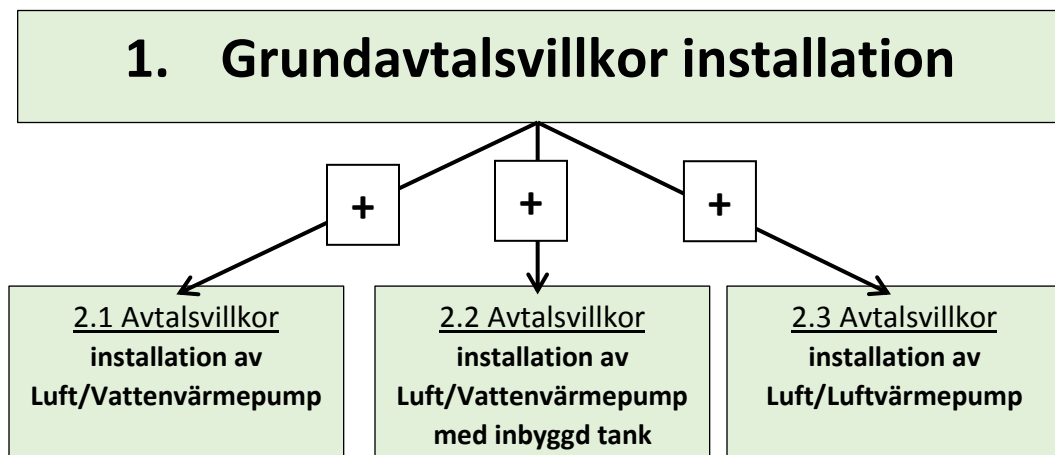 1. Grundavtalsvillkor installation
+
+
+
2.1 Avtalsvillkor
installation av
Luft/Vattenvärmepump
2.2 Avtalsvillkor
installation av
Luft/Vattenvärmepump
med inbyggd tank
2.3 Avtalsvillkor
installation av
Luft/Luftvärmepump